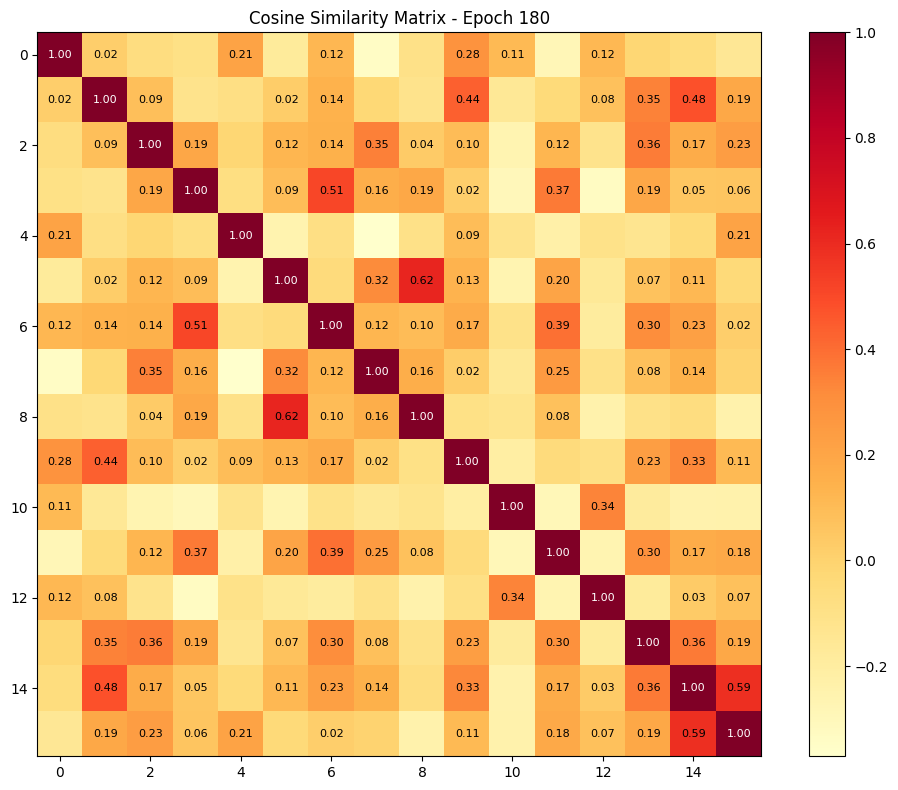 Cosine Similarity Matrix - Epoch 180
0 1.00 0.02 0.21 0.12 0.28 0.11 0.12
0.02 1.00 0.09 0.02 0.14 0.44 0.08 0.35 0.48 0.19
2 0.09 1.00 0.19 0.12 0.14 0.35 0.04 0.10 0.12 0.36 0.17 0.23
0.19 1.00 0.09 0.51 0.16 0.19 0.02 0.37 0.19 0.05 0.06
4 0.21 1.00 0.09 0.21
0.02 0.12 0.09 1.00 0.32 0.62 0.13 0.20 0.07 0.11
6 0.12 0.14 0.14 0.51 1.00 0.12 0.10 0.17 0.39 0.30 0.23 0.02
0.35 0.16 0.32 0.12 1.00 0.16 0.02 0.25 0.08 0.14
8 0.04 0.19 0.62 0.10 0.16 1.00 0.08
0.28 0.44 0.10 0.02 0.09 0.13 0.17 0.02 1.00 0.23 0.33 0.11
10 0.11 1.00 0.34
0.12 0.37 0.20 0.39 0.25 0.08 1.00 0.30 0.17 0.18
12 0.12 0.08 0.34 1.00 0.03 0.07
0.35 0.36 0.19 0.07 0.30 0.08 0.23 0.30 1.00 0.36 0.19
14 0.48 0.17 0.05 0.11 0.23 0.14 0.33 0.17 0.03 0.36 1.00 0.59
0.19 0.23 0.06 0.21 0.02 0.11 0.18 0.07 0.19 0.59 1.00
0 2 4 6 8 10 12 14
1.0
0.8
0.6
0.4
0.2
0.0
−0.2